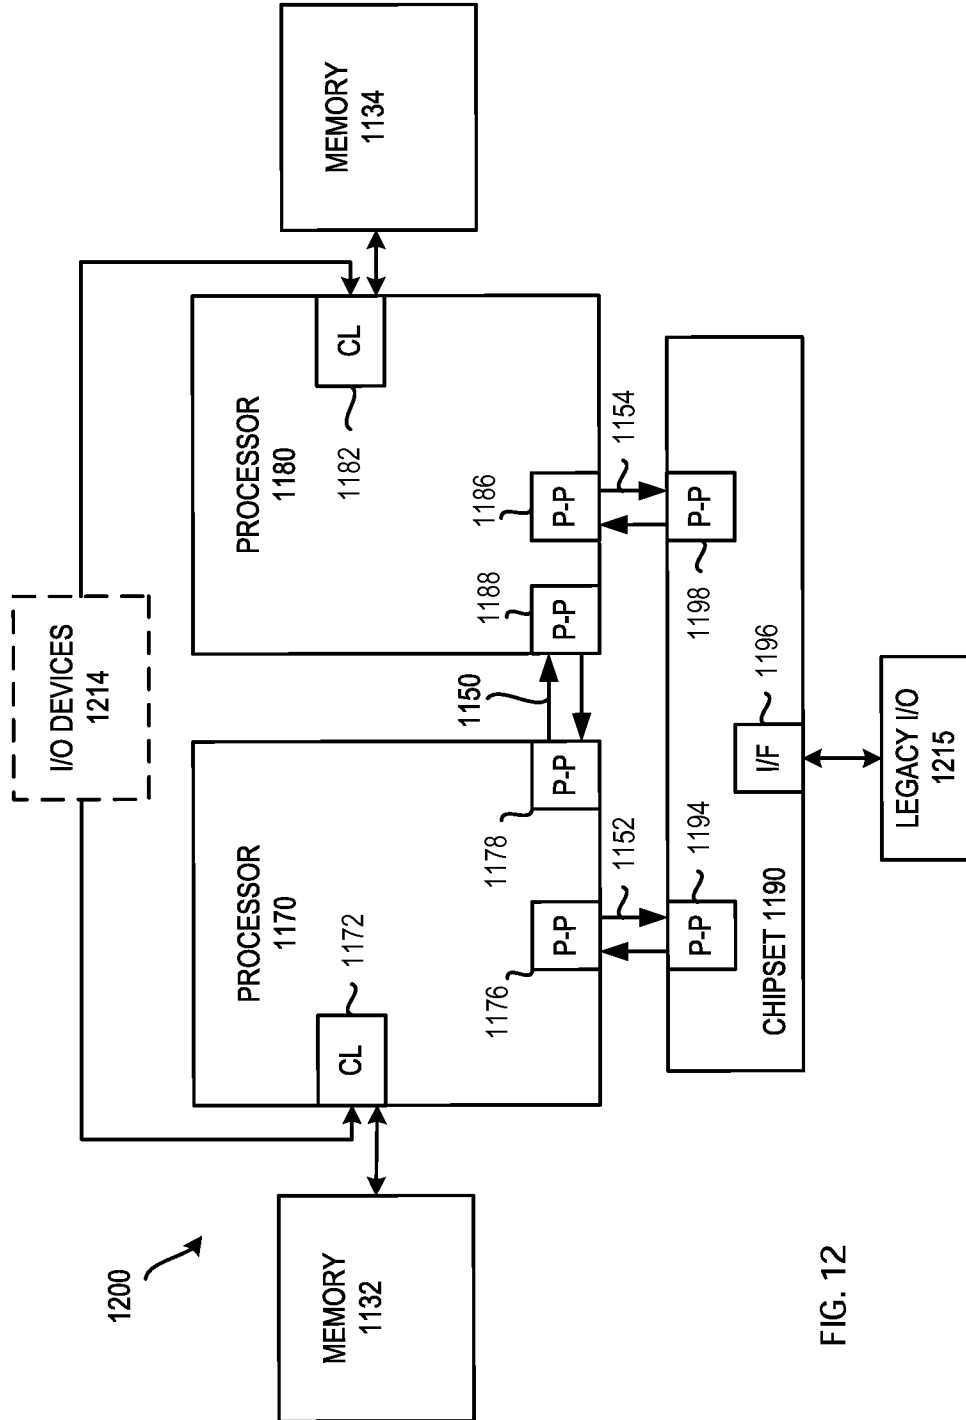 I/O DEVICES
1214
MEMORY
1132
MEMORY
1134
PROCESSOR
1170
PROCESSOR
1180
CL
1172
CL
1182
1150
P-P
1176
P-P
1178
P-P
1188
P-P
1186
1152
1154
P-P
1194
P-P
1198
CHIPSET 1190
I/F
1196
LEGACY I/O
1215
1200
FIG. 12